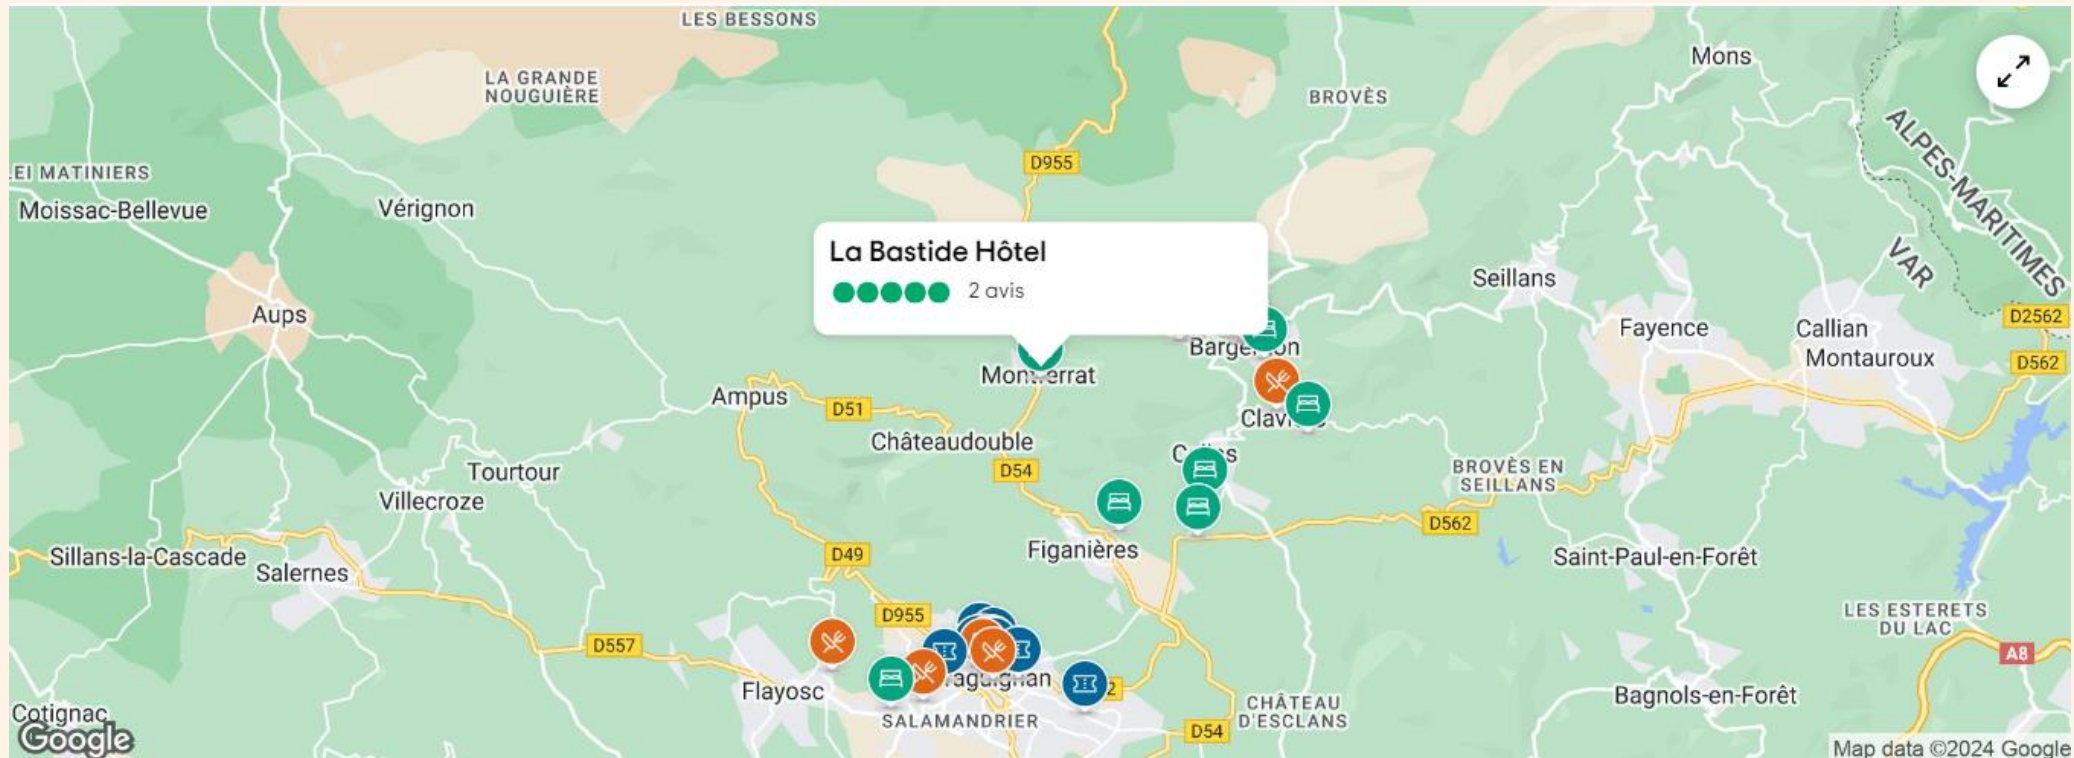 LES BESSONS
Mons
LA GRANDE
NOUGUIÈRE
BROVÈS
ALPES-MARITIMES
D955
EI MATINIERS
Moissac-Bellevue
Vérignon
La Bastide Hôtel
2 avis
VAR
Seillans
Aups
D2562
Fayence
Callian
Montauroux
D562
Ampus
D51
Châteaudouble
D54
Tourtour
Villecroze
BROVÈS EN
SEILLANS
D562
Figanières
Sillans-la-Cascade
Salernes
D49
Saint-Paul-en-Forêt
D955
LES ESTERETS
DU LAC
D557
A8
Flayosc
SALAMANDRIER
CHÂTEAU
D'ESCLANS
Bagnols-en-Forêt
Cotignac
D54
Google
Map data ©2024 Google